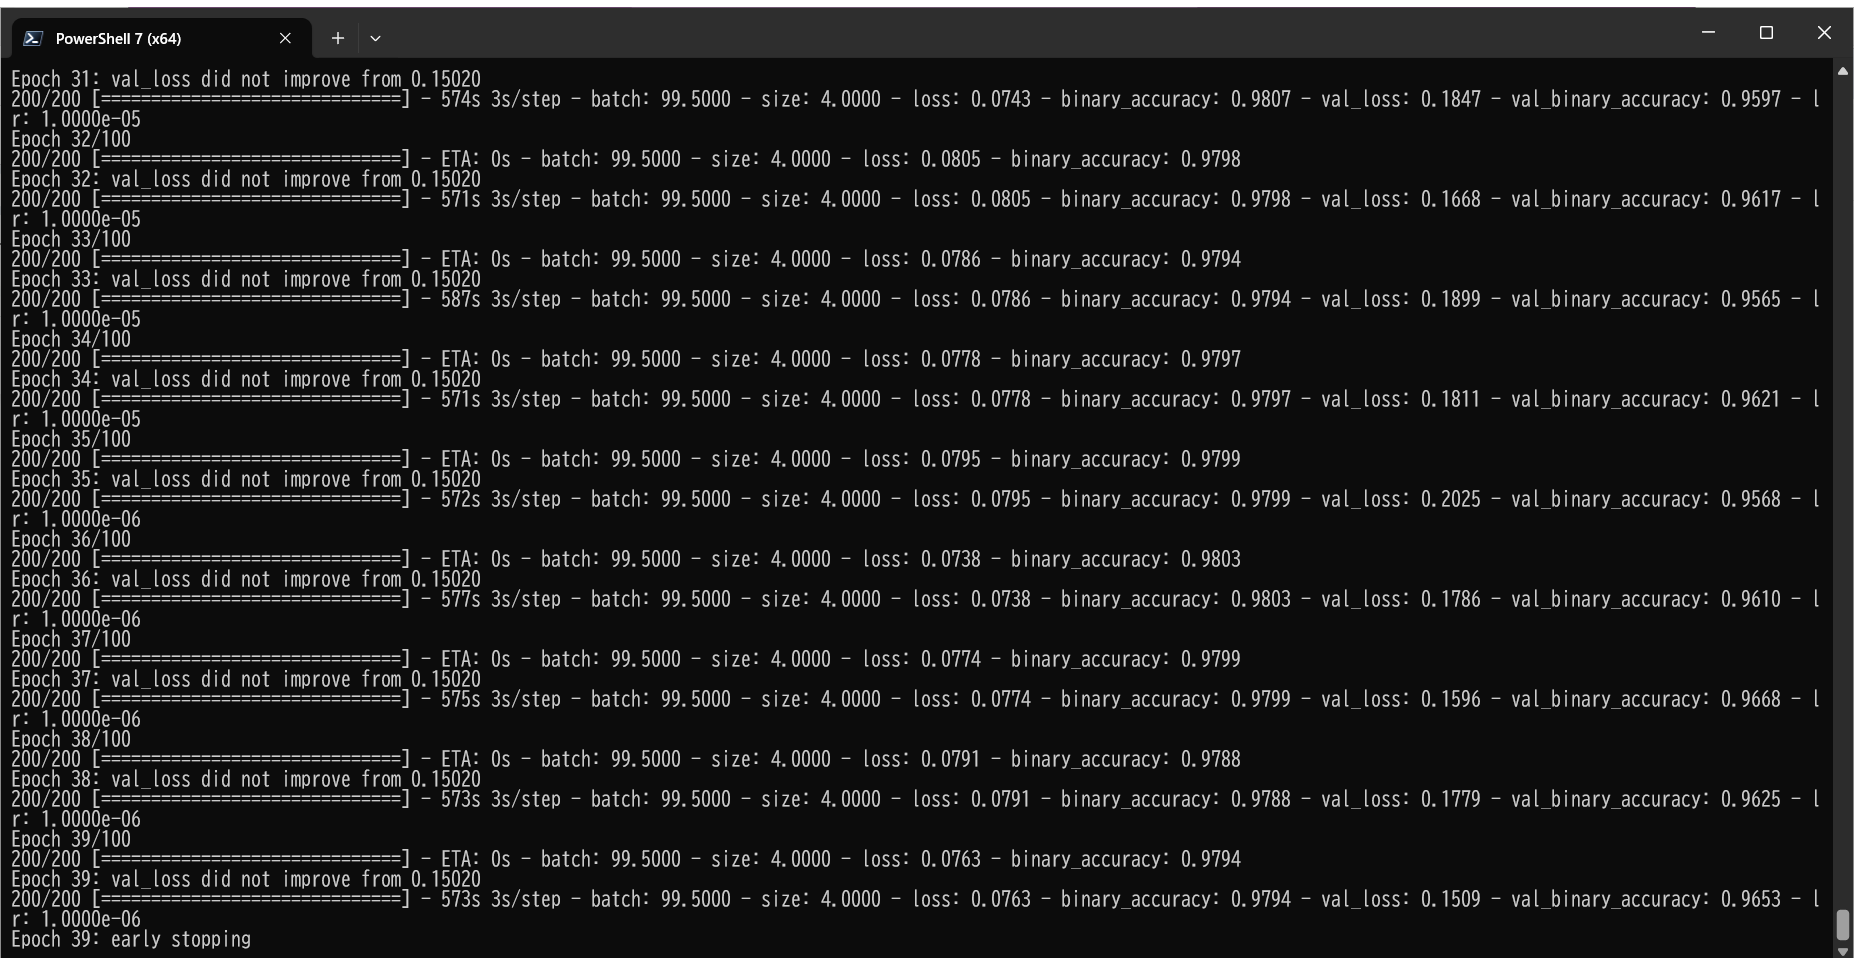 PowerShell 7 (x64)
Epoch 31: val_loss did not improve from 0.15020
200/200 [==============================] - 574s 3s/step - batch: 99.5000 - size: 4.0000 - loss: 0.0743 - binary_accuracy: 0.9807 - val_loss: 0.1847 - val_binary_accuracy: 0.9597 - l
r: 1.0000e-05
Epoch 32/100
200/200 [==============================] - ETA: 0s - batch: 99.5000 - size: 4.0000 - loss: 0.0805 - binary_accuracy: 0.9798
Epoch 32: val_loss did not improve from 0.15020
200/200 [==============================] - 571s 3s/step - batch: 99.5000 - size: 4.0000 - loss: 0.0805 - binary_accuracy: 0.9798 - val_loss: 0.1668 - val_binary_accuracy: 0.9617 - l
r: 1.0000e-05
Epoch 33/100
200/200 [==============================] - ETA: 0s - batch: 99.5000 - size: 4.0000 - loss: 0.0786 - binary_accuracy: 0.9794
Epoch 33: val_loss did not improve from 0.15020
200/200 [==============================] - 587s 3s/step - batch: 99.5000 - size: 4.0000 - loss: 0.0786 - binary_accuracy: 0.9794 - val_loss: 0.1899 - val_binary_accuracy: 0.9565 - l
r: 1.0000e-05
Epoch 34/100
200/200 [==============================] - ETA: 0s - batch: 99.5000 - size: 4.0000 - loss: 0.0778 - binary_accuracy: 0.9797
Epoch 34: val_loss did not improve from 0.15020
200/200 [==============================] - 571s 3s/step - batch: 99.5000 - size: 4.0000 - loss: 0.0778 - binary_accuracy: 0.9797 - val_loss: 0.1811 - val_binary_accuracy: 0.9621 - l
r: 1.0000e-05
Epoch 35/100
200/200 [==============================] - ETA: 0s - batch: 99.5000 - size: 4.0000 - loss: 0.0795 - binary_accuracy: 0.9799
Epoch 35: val_loss did not improve from 0.15020
200/200 [==============================] - 572s 3s/step - batch: 99.5000 - size: 4.0000 - loss: 0.0795 - binary_accuracy: 0.9799 - val_loss: 0.2025 - val_binary_accuracy: 0.9568 - l
r: 1.0000e-06
Epoch 36/100
200/200 [==============================] - ETA: 0s - batch: 99.5000 - size: 4.0000 - loss: 0.0738 - binary_accuracy: 0.9803
Epoch 36: val_loss did not improve from 0.15020
200/200 [==============================] - 577s 3s/step - batch: 99.5000 - size: 4.0000 - loss: 0.0738 - binary_accuracy: 0.9803 - val_loss: 0.1786 - val_binary_accuracy: 0.9610 - l
r: 1.0000e-06
Epoch 37/100
200/200 [==============================] - ETA: 0s - batch: 99.5000 - size: 4.0000 - loss: 0.0774 - binary_accuracy: 0.9799
Epoch 37: val_loss did not improve from 0.15020
200/200 [==============================] - 575s 3s/step - batch: 99.5000 - size: 4.0000 - loss: 0.0774 - binary_accuracy: 0.9799 - val_loss: 0.1596 - val_binary_accuracy: 0.9668 - l
r: 1.0000e-06
Epoch 38/100
200/200 [==============================] - ETA: 0s - batch: 99.5000 - size: 4.0000 - loss: 0.0791 - binary_accuracy: 0.9788
Epoch 38: val_loss did not improve from 0.15020
200/200 [==============================] - 573s 3s/step - batch: 99.5000 - size: 4.0000 - loss: 0.0791 - binary_accuracy: 0.9788 - val_loss: 0.1779 - val_binary_accuracy: 0.9625 - l
r: 1.0000e-06
Epoch 39/100
200/200 [==============================] - ETA: 0s - batch: 99.5000 - size: 4.0000 - loss: 0.0763 - binary_accuracy: 0.9794
Epoch 39: val_loss did not improve from 0.15020
200/200 [==============================] - 573s 3s/step - batch: 99.5000 - size: 4.0000 - loss: 0.0763 - binary_accuracy: 0.9794 - val_loss: 0.1509 - val_binary_accuracy: 0.9653 - l
r: 1.0000e-06
Epoch 39: early stopping